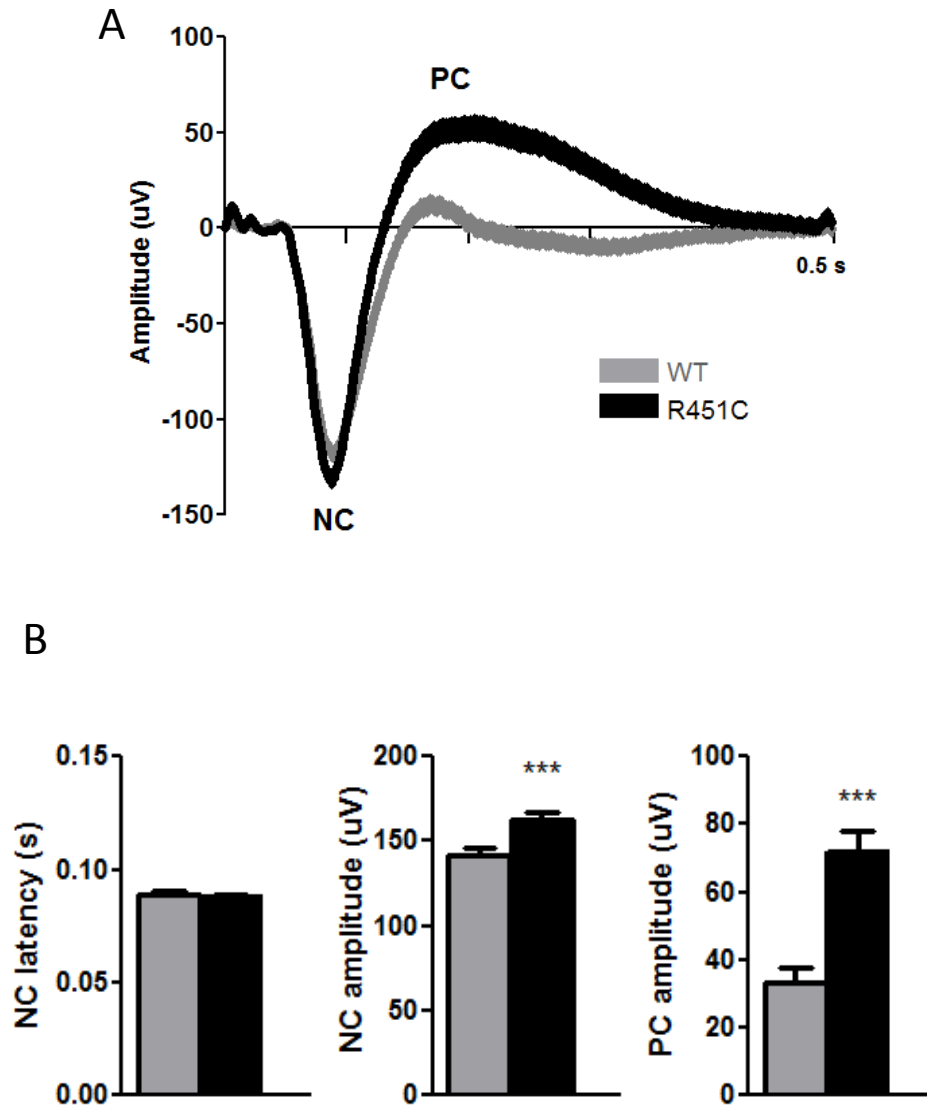 A
Amplitude (uV)
100
50
0
-50
-100
-150
PC
NC
0.5 s
WT
R451C
B
NC latency (s)
0.15
0.10
0.05
0.00
NC amplitude (uV)
200
150
100
50
0
***
PC amplitude (uV)
100
80
60
40
20
0
***